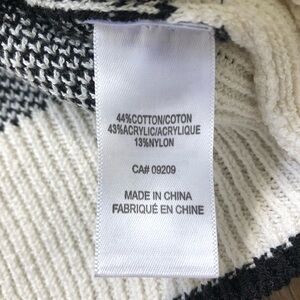 44%COTTON/COTON
43%ACRYLIC/ACRYLIQUE
13%NYLON
CA# 09209
MADE IN CHINA
FABRIQUÉ EN CHINE